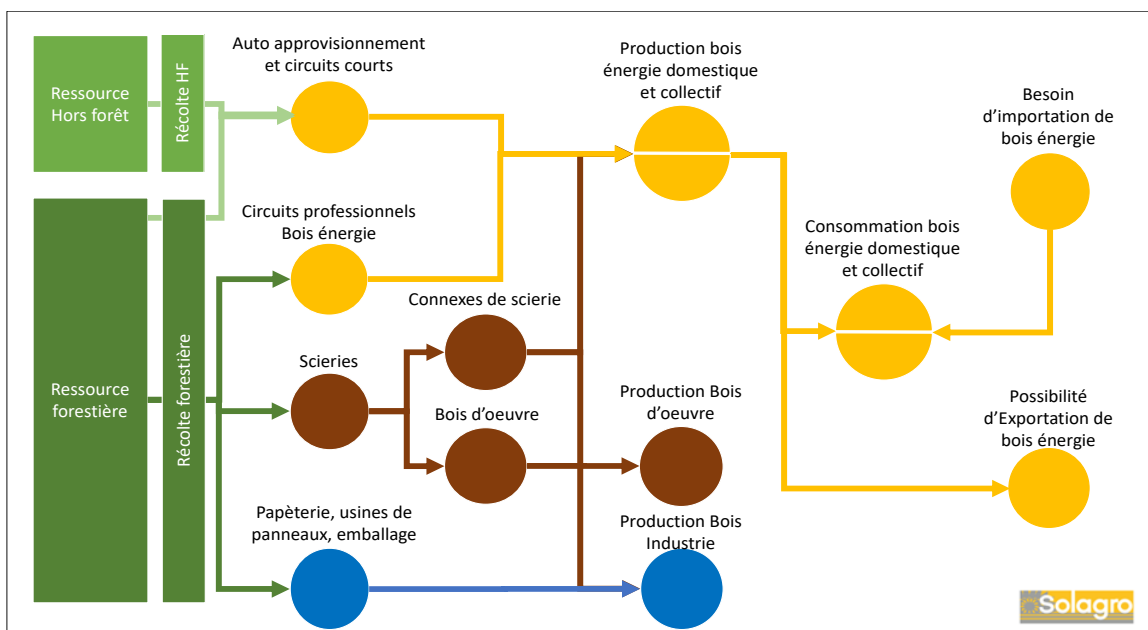 Ressource
Hors forêt
Récolte HF
Auto approvisionnement
et circuits courts
Production bois
énergie domestique
et collectif
Besoin
d'importation de
bois énergie
Ressource
forestière
Récolte forestière
Circuits professionnels
Bois énergie
Consommation bois
énergie domestique
et collectif
Connexes de scierie
Scieries
Bois d'oeuvre
Production Bois
d'oeuvre
Possibilité
d'Exportation de
bois énergie
Papèterie, usines de
panneaux, emballage
Production Bois
Industrie
Solagro